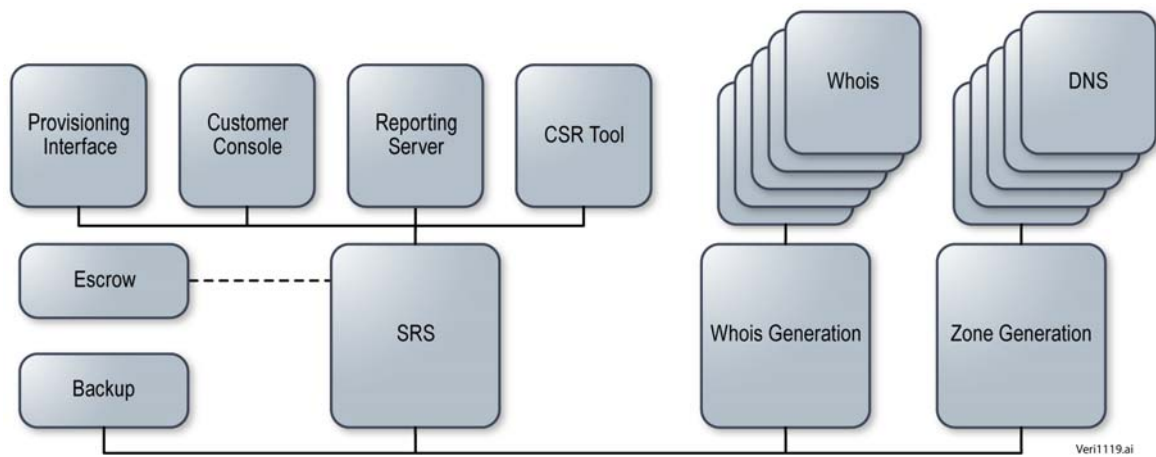 Provisioning
Interface
Customer
Console
Reporting
Server
CSR Tool
Whois
DNS
Escrow
SRS
Whois Generation
Zone Generation
Backup
Veri1119.ai